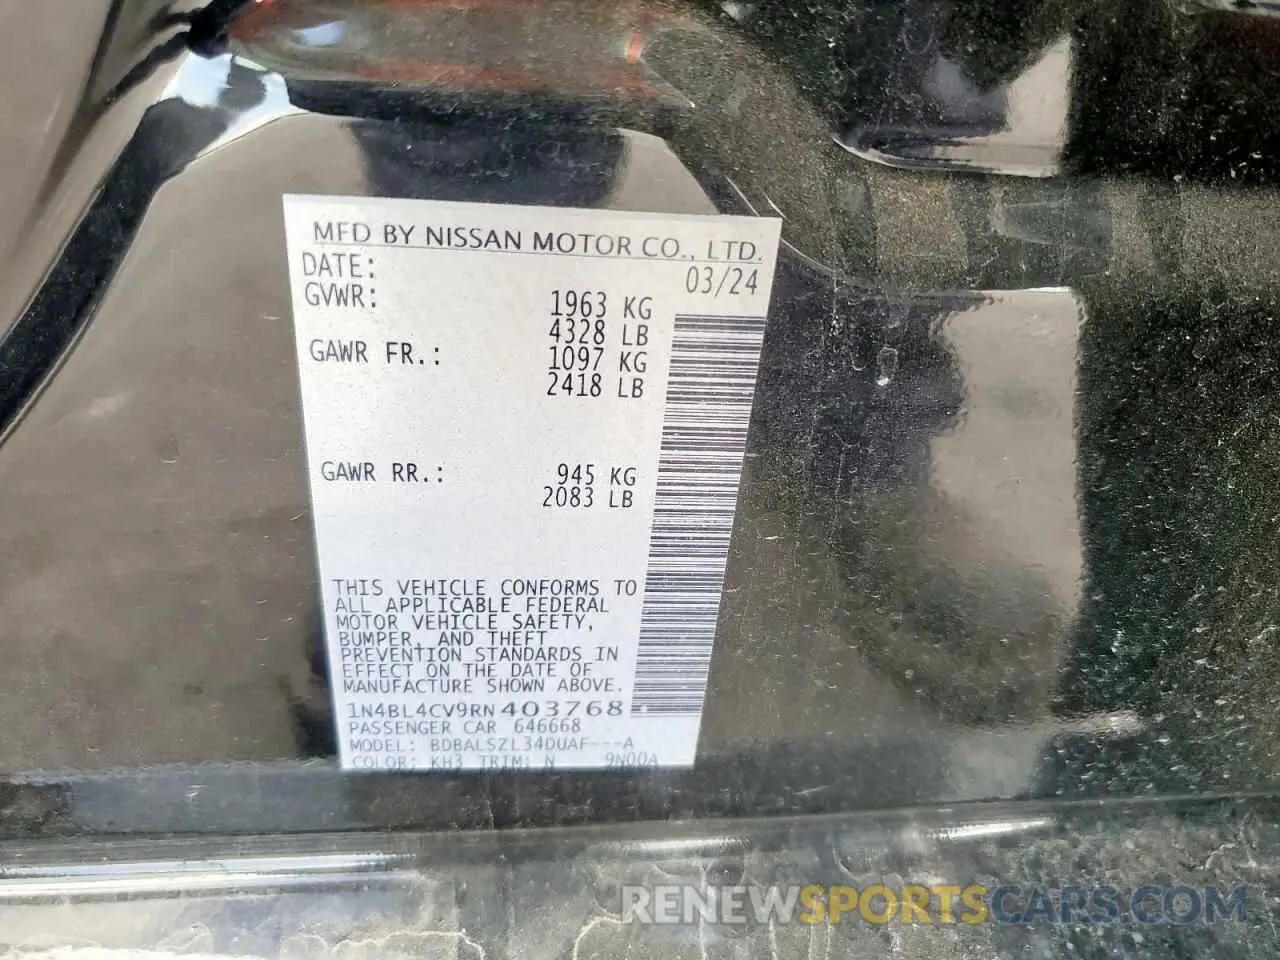 MFD BY NISSAN MOTOR CO., LTD.
DATE: 03/24
GVWR: 1963 KG
4328 LB
GAWR FR.: 1097 KG
2418 LB
GAWR RR.: 945 KG
2083 LB
THIS VEHICLE CONFORMS TO
ALL APPLICABLE FEDERAL
MOTOR VEHICLE SAFETY,
BUMPER, AND THEFT
PREVENTION STANDARDS IN
EFFECT ON THE DATE OF
MANUFACTURE SHOWN ABOVE.
1N4BL4CV9RN403768
PASSENGER CAR 646668
MODEL: BDBALSZL34DUAF---A
COLOR: KH3 TRIM: N 9N00A
RENEWSPORTSCARS.COM